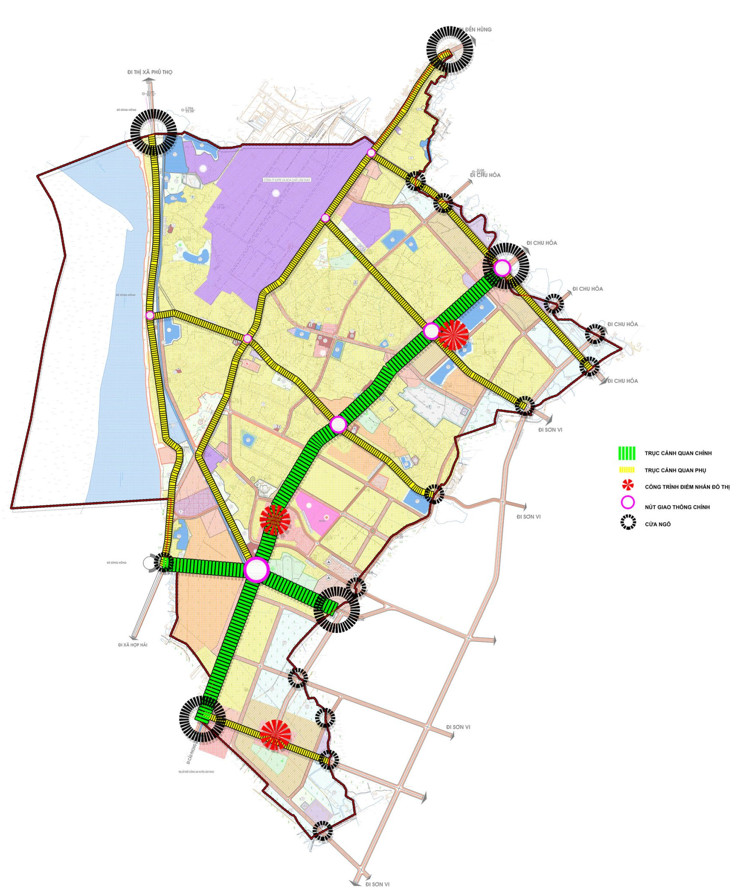 ĐỀN HÙNG
ĐI THỊ XÃ PHÚ THỌ
ĐI CHU HÓA
ĐI CHU HÓA
ĐI CHU HÓA
ĐI CHU HÓA
ĐI CHU HÓA
ĐI SƠN VI
ĐI SƠN VI
TRỤC CẢNH QUAN CHÍNH
TRỤC CẢNH QUAN PHỤ
CÔNG TRÌNH ĐIỂM NHẤN ĐÔ THỊ
NÚT GIAO THÔNG CHÍNH
CỬA NGÕ
ĐI XÃ HỢP HẢI
ĐI SƠN VI
ĐI SƠN VI